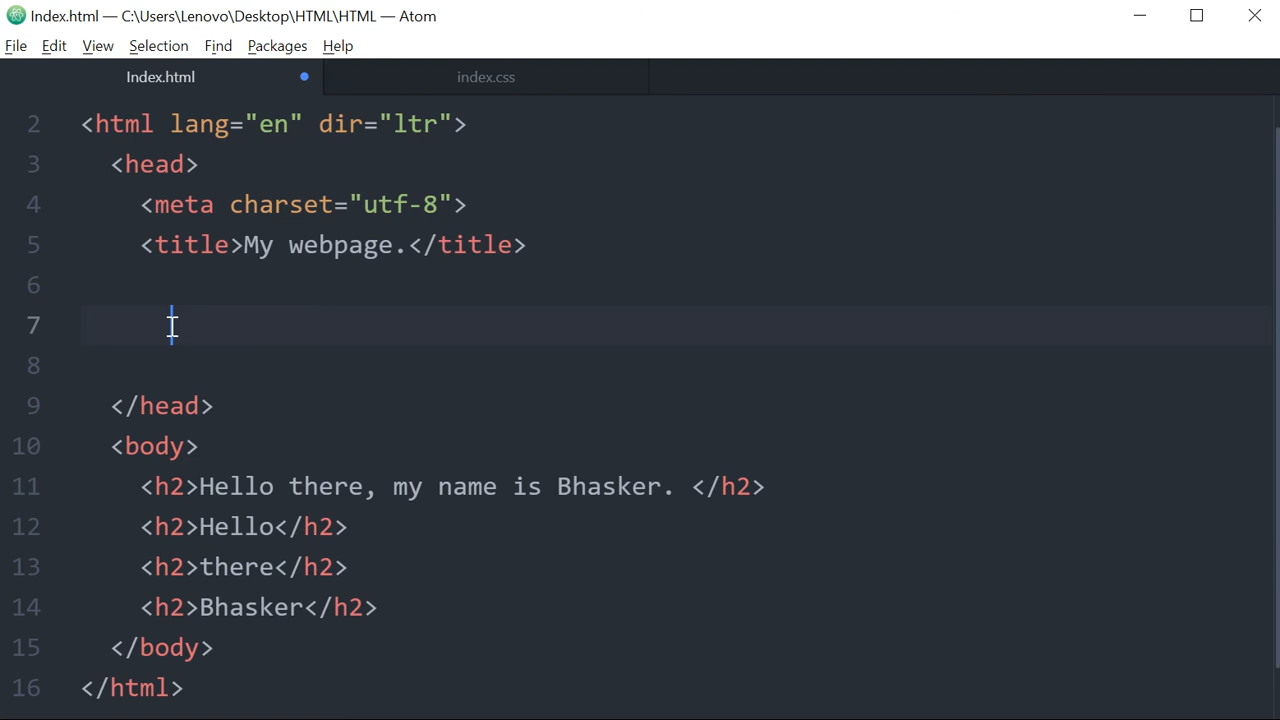 Index.html — C:\Users\Lenovo\Desktop\HTML\HTML — Atom
File Edit View Selection Find Packages Help
Index.html index.css
2 <html lang="en" dir="ltr">
3 <head>
4 <meta charset="utf-8">
5 <title>My webpage.</title>
6
7
8
9 </head>
10 <body>
11 <h2>Hello there, my name is Bhasker. </h2>
12 <h2>Hello</h2>
13 <h2>there</h2>
14 <h2>Bhasker</h2>
15 </body>
16 </html>